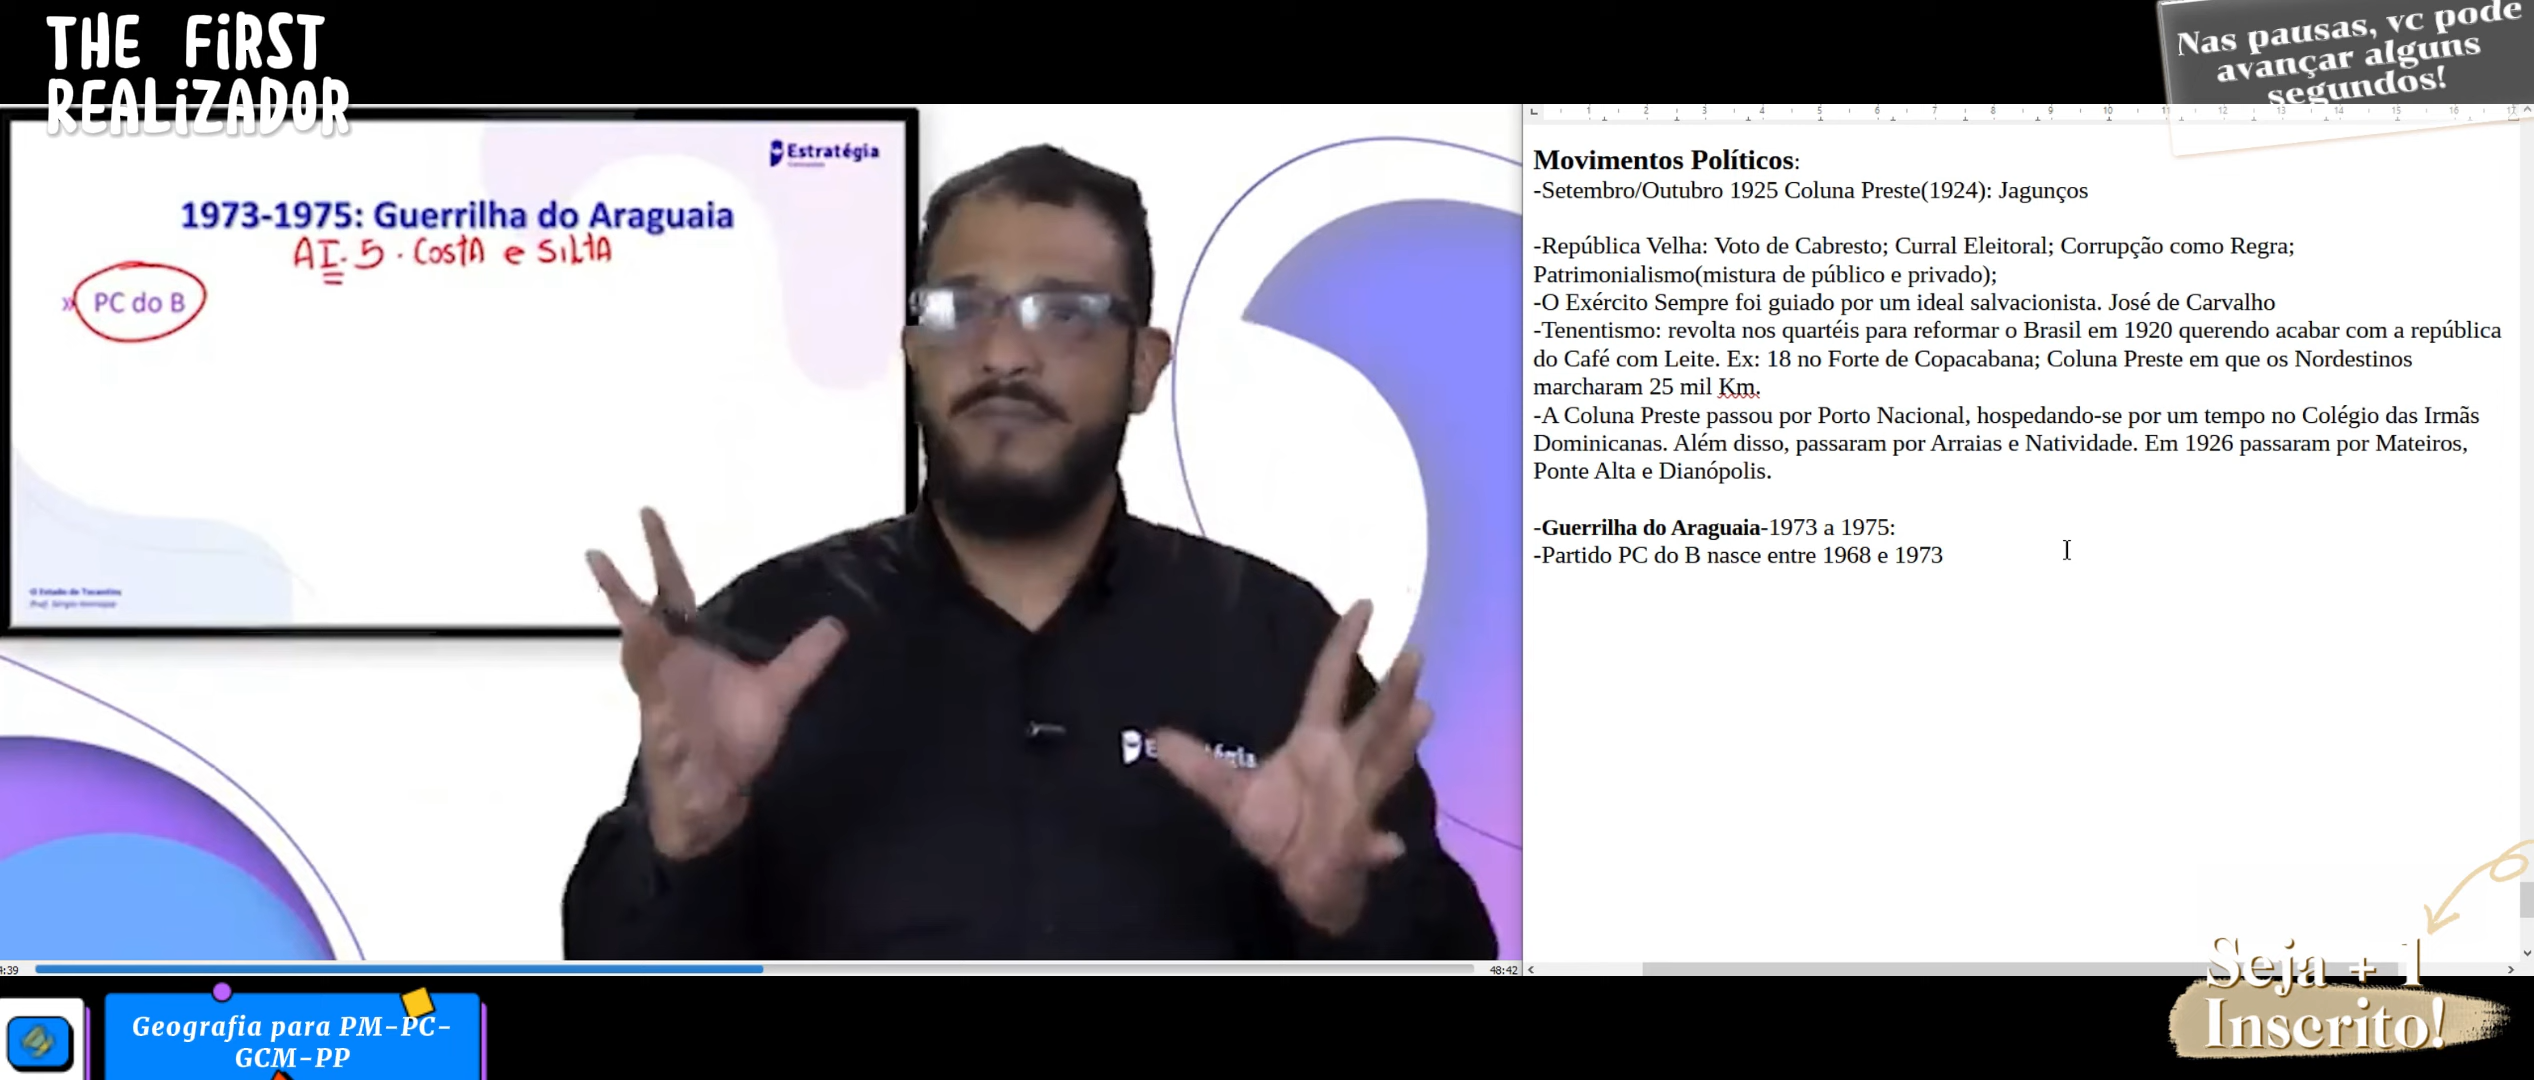 THE FiRST
REALiZADOR
Nas pausas, vc pode
avançar alguns
segundos!
Estratégia
1973-1975: Guerrilha do Araguaia
AI.5 . Costa e SILVA
» PC do B
O Estado do Tocantins
Prof. Sérgio Henrique
Movimentos Políticos:
-Setembro/Outubro 1925 Coluna Preste(1924): Jagunços
-República Velha: Voto de Cabresto; Curral Eleitoral; Corrupção como Regra;
Patrimonialismo(mistura de público e privado);
-O Exército Sempre foi guiado por um ideal salvacionista. José de Carvalho
-Tenentismo: revolta nos quartéis para reformar o Brasil em 1920 querendo acabar com a república
do Café com Leite. Ex: 18 no Forte de Copacabana; Coluna Preste em que os Nordestinos
marcharam 25 mil Km.
-A Coluna Preste passou por Porto Nacional, hospedando-se por um tempo no Colégio das Irmãs
Dominicanas. Além disso, passaram por Arraias e Natividade. Em 1926 passaram por Mateiros,
Ponte Alta e Dianópolis.
-Guerrilha do Araguaia-1973 a 1975:
-Partido PC do B nasce entre 1968 e 1973
48:42
Seja + 1
Inscrito!
Geografia para PM-PC-
GCM-PP